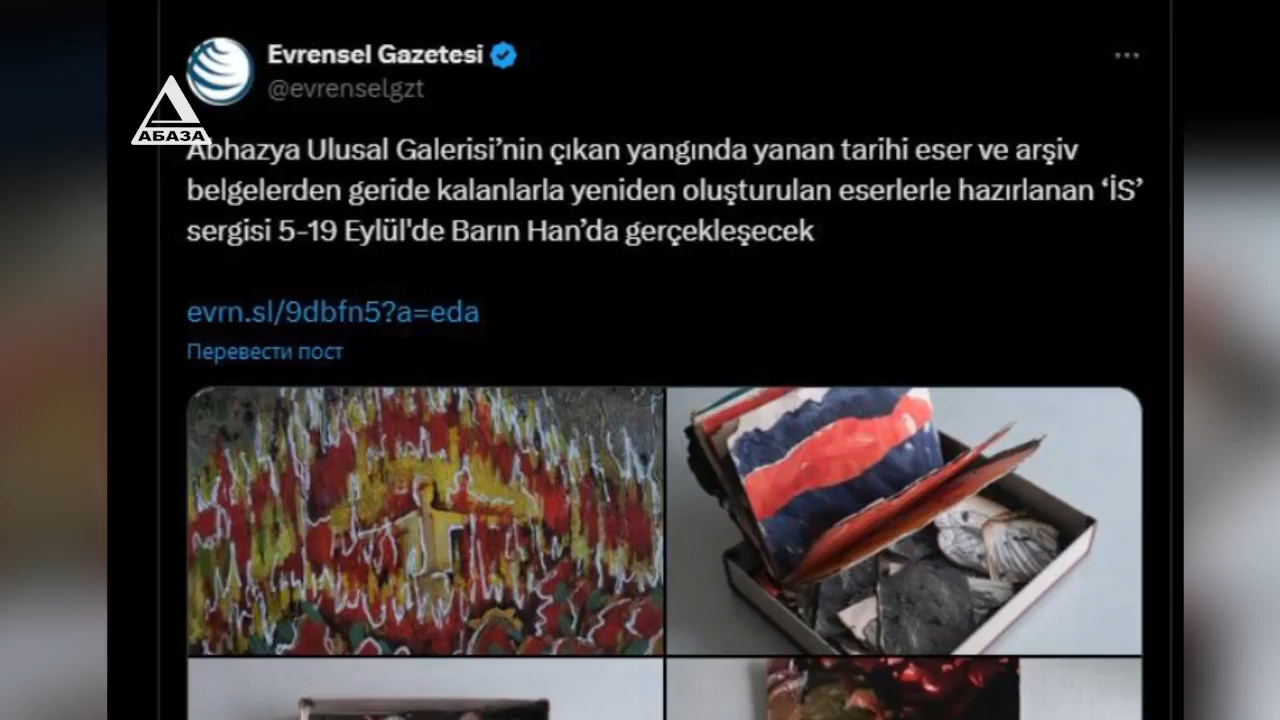 Evrensel Gazetesi
@evrenselgzt
АБАЗА
Abhazya Ulusal Galerisi’nin çıkan yangında yanan tarihi eser ve arşiv
belgelerden geride kalanlarla yeniden oluşturulan eserlerle hazırlanan ‘İS’
sergisi 5-19 Eylül'de Barın Han’da gerçekleşecek
evrn.sl/9dbfn5?a=eda
Перевести пост